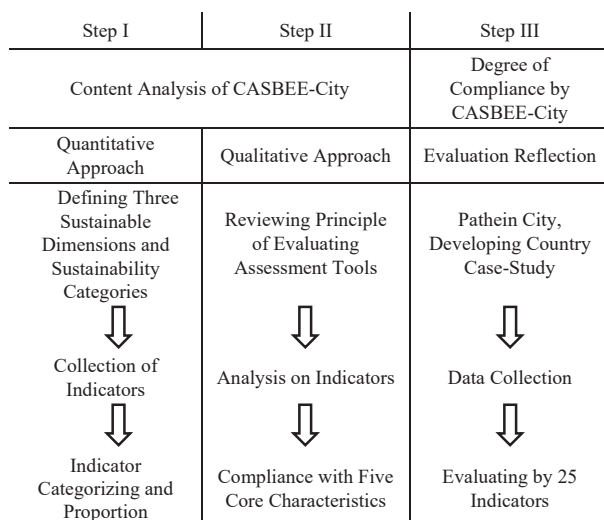 Step I
Step II
Step III
Content Analysis of CASBEE-City
Degree of
Compliance by
CASBEE-City
Quantitative
Approach
Qualitative Approach
Evaluation Reflection
Defining Three
Sustainable
Dimensions and
Sustainability
Categories
Reviewing Principle
of Evaluating
Assessment Tools
Pathein City,
Developing Country
Case-Study
Collection of
Indicators
Analysis on Indicators
Data Collection
Indicator
Categorizing and
Proportion
Compliance with Five
Core Characteristics
Evaluating by 25
Indicators